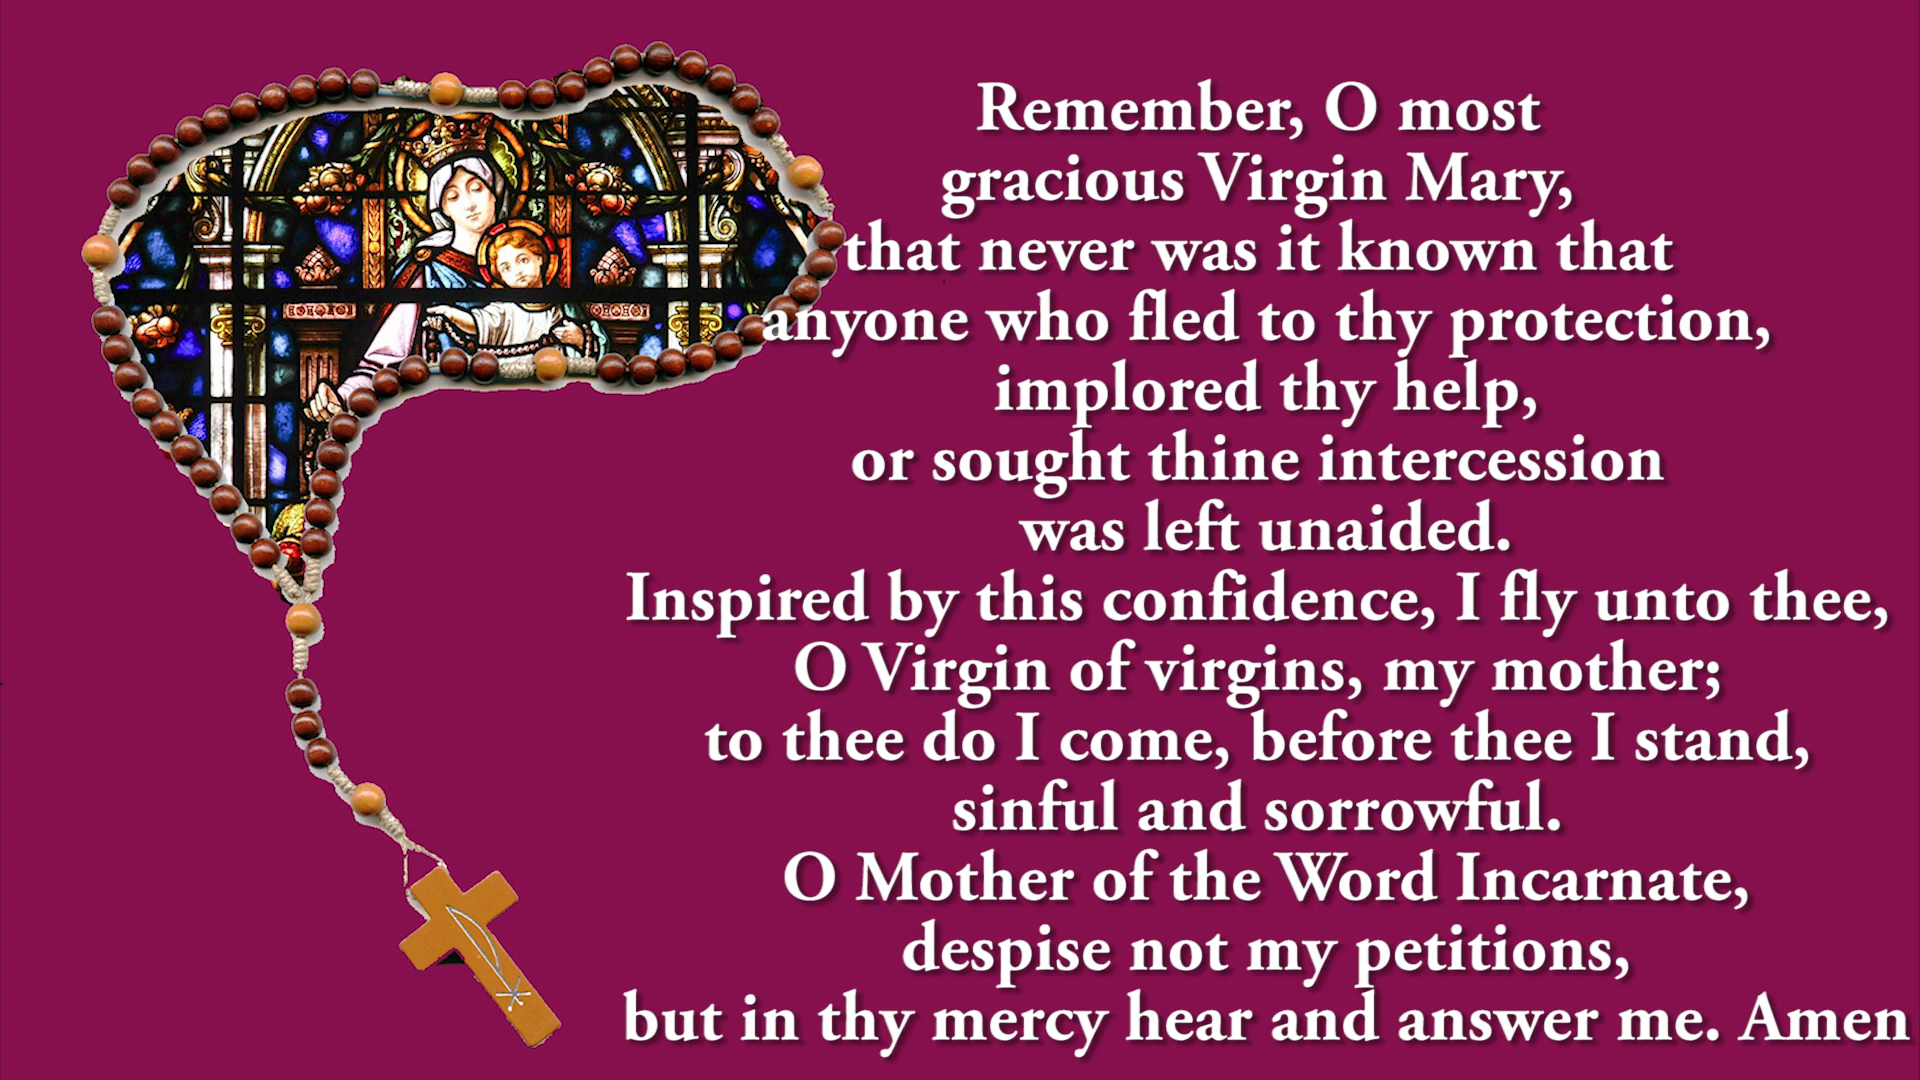 Remember, O most
gracious Virgin Mary,
that never was it known that
anyone who fled to thy protection,
implored thy help,
or sought thine intercession
was left unaided.
Inspired by this confidence, I fly unto thee,
O Virgin of virgins, my mother;
to thee do I come, before thee I stand,
sinful and sorrowful.
O Mother of the Word Incarnate,
despise not my petitions,
but in thy mercy hear and answer me. Amen